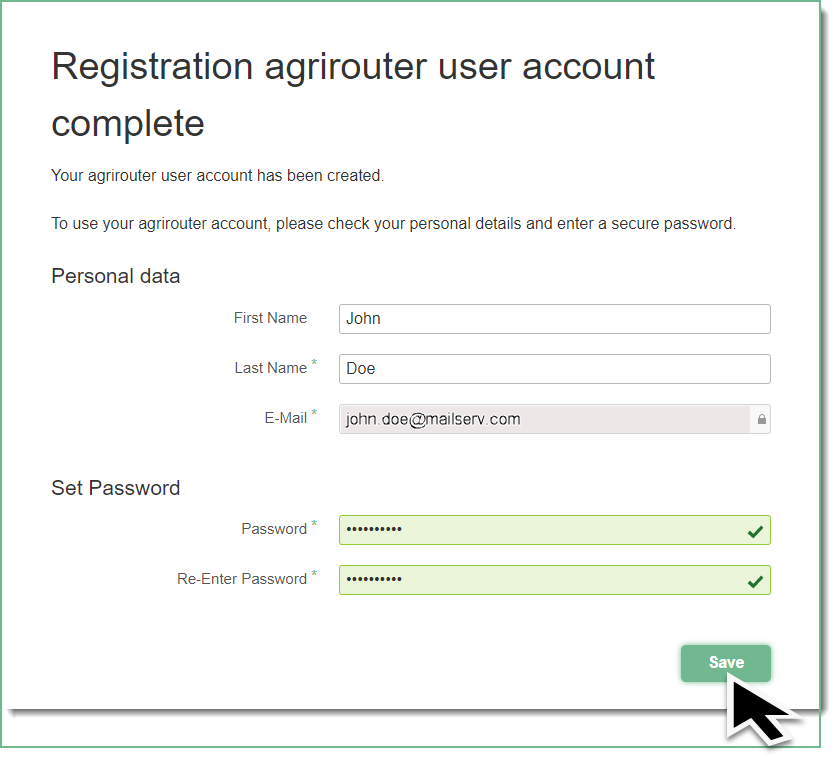 Registration agrirouter user account
complete
Your agrirouter user account has been created.
To use your agrirouter account, please check your personal details and enter a secure password.
Personal data
First Name John
Last Name * Doe
E-Mail * john.doe@mailserv.com
Set Password
Password * ••••••••••
Re-Enter Password * ••••••••••
Save